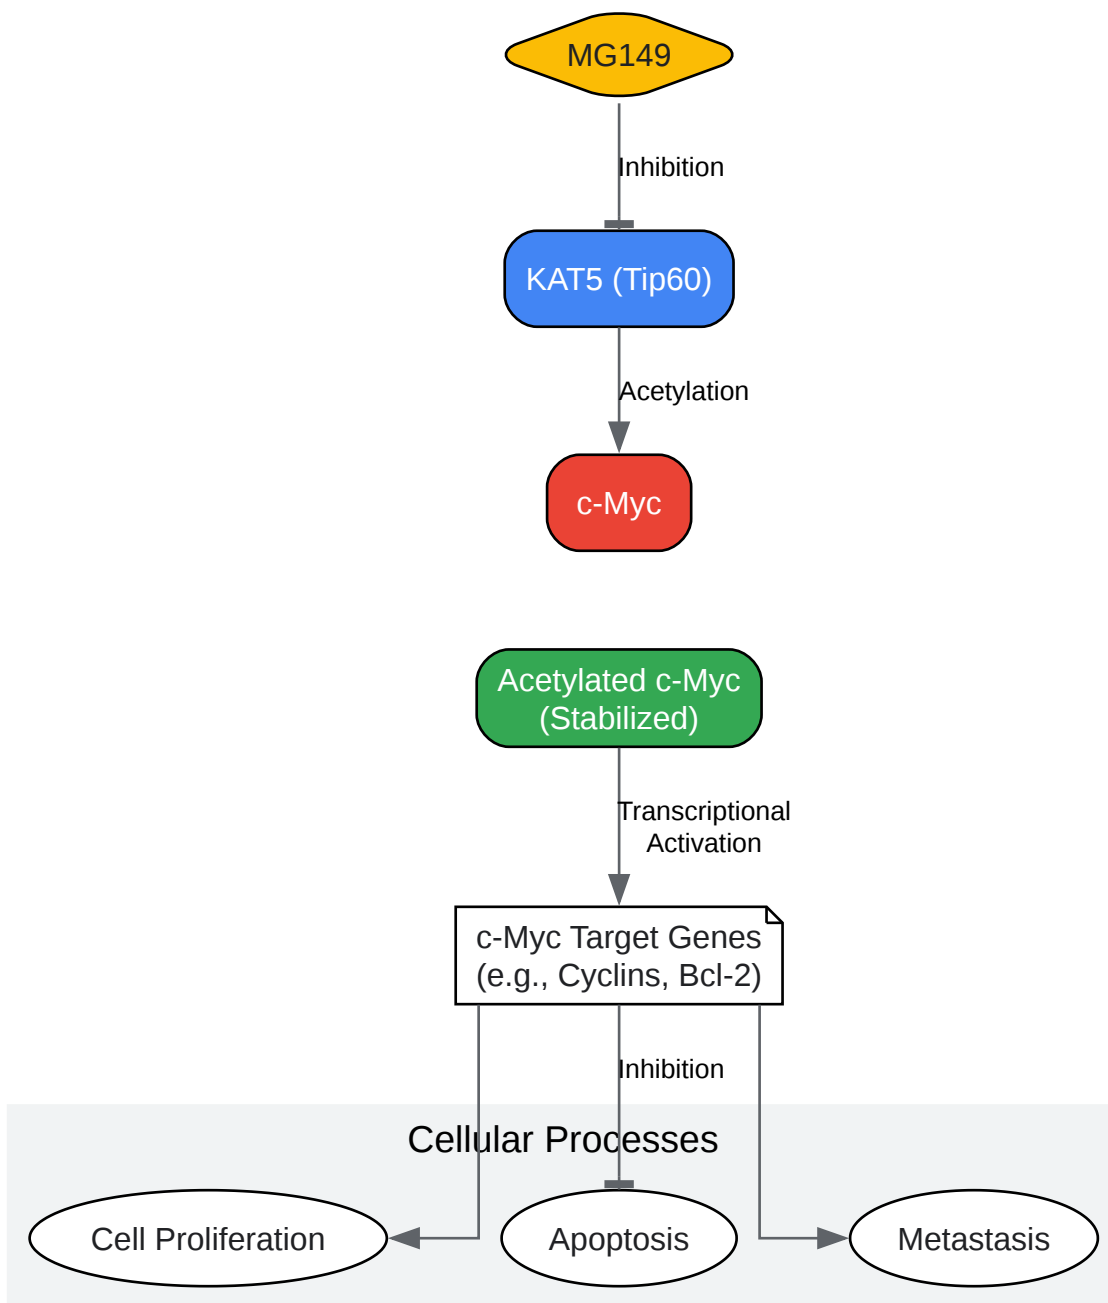 MG149
Inhibition
KAT5 (Tip60)
Acetylation
c-Myc
Acetylated c-Myc
(Stabilized)
Transcriptional
Activation
c-Myc Target Genes
(e.g., Cyclins, Bcl-2)
Inhibition
Cellular Processes
Cell Proliferation
Apoptosis
Metastasis